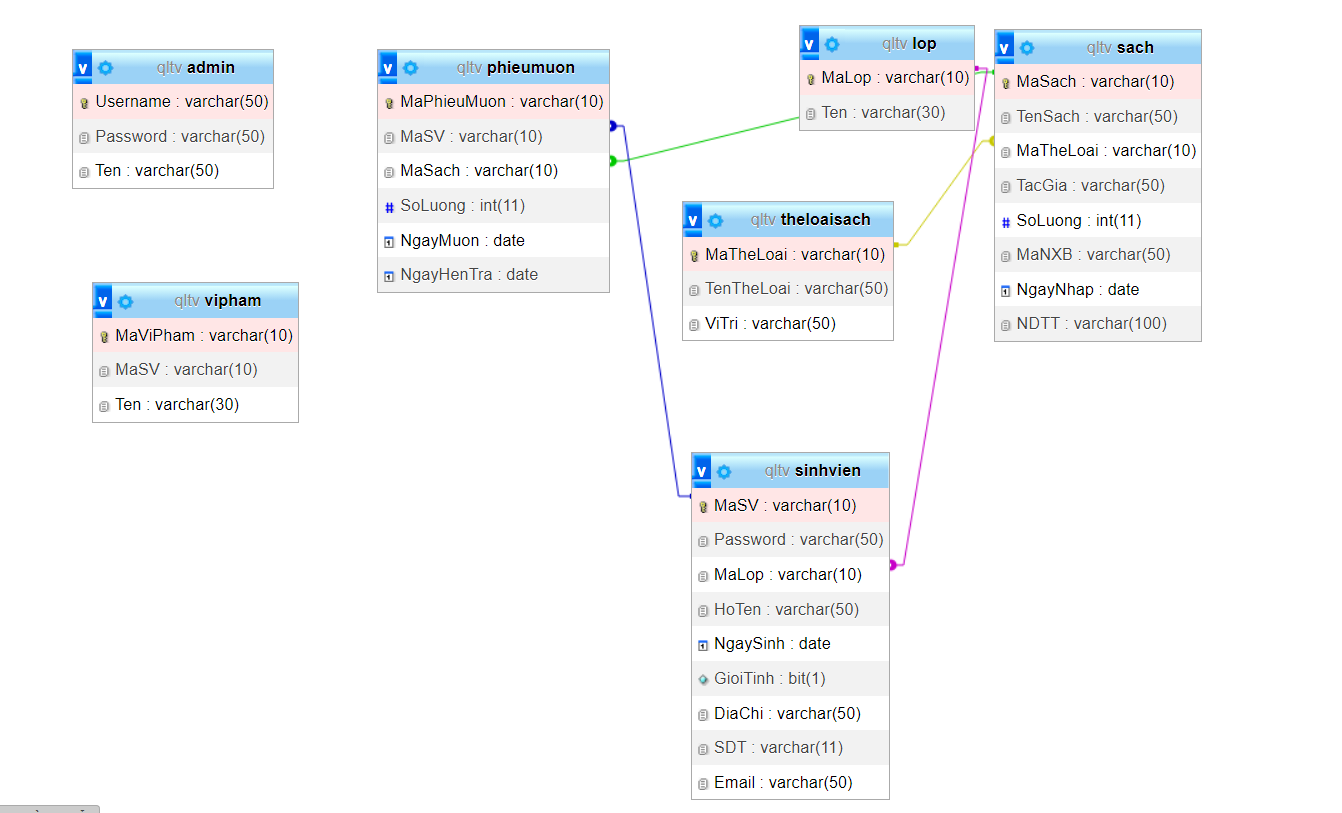 qltv admin
Username : varchar(50)
Password : varchar(50)
Ten : varchar(50)
qltv phieumuon
MaPhieuMuon : varchar(10)
MaSV : varchar(10)
MaSach : varchar(10)
SoLuong : int(11)
NgayMuon : date
NgayHenTra : date
qltv lop
MaLop : varchar(10)
Ten : varchar(30)
qltv sach
MaSach : varchar(10)
TenSach : varchar(50)
MaTheLoai : varchar(10)
TacGia : varchar(50)
SoLuong : int(11)
MaNXB : varchar(50)
NgayNhap : date
NDTT : varchar(100)
qltv theloaisach
MaTheLoai : varchar(10)
TenTheLoai : varchar(50)
ViTri : varchar(50)
qltv vipham
MaViPham : varchar(10)
MaSV : varchar(10)
Ten : varchar(30)
qltv sinhvien
MaSV : varchar(10)
Password : varchar(50)
MaLop : varchar(10)
HoTen : varchar(50)
NgaySinh : date
GioiTinh : bit(1)
DiaChi : varchar(50)
SDT : varchar(11)
Email : varchar(50)